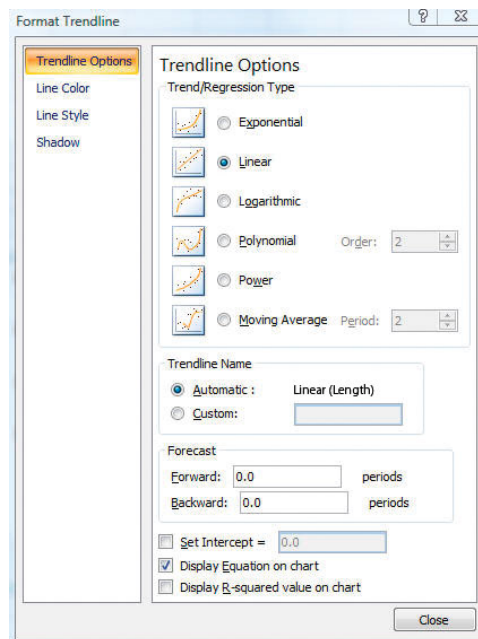 Format Trendline
Trendline Options
Line Color
Line Style
Shadow
Trendline Options
Trend/Regression Type
Exponential
Linear
Logarithmic
Polynomial Order: 2
Power
Moving Average Period: 2
Trendline Name
Automatic : Linear (Length)
Custom:
Forecast
Forward: 0.0 periods
Backward: 0.0 periods
Set Intercept = 0.0
Display Equation on chart
Display R-squared value on chart
Close